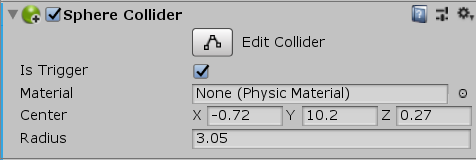 Sphere Collider
Edit Collider
Is Trigger
Material None (Physic Material)
Center X -0.72 Y 10.2 Z 0.27
Radius 3.05